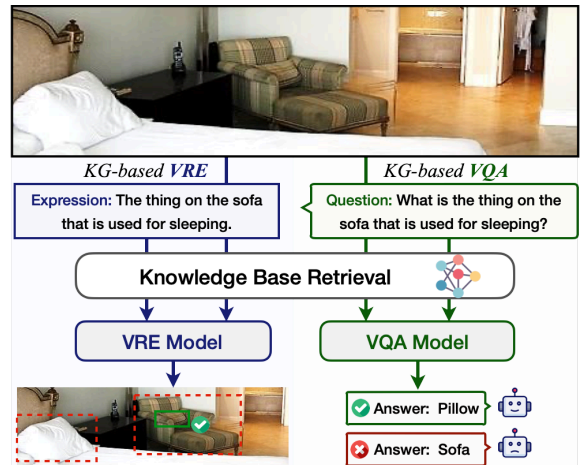 KG-based VRE
KG-based VQA
Expression: The thing on the sofa
that is used for sleeping.
Question: What is the thing on the
sofa that is used for sleeping?
Knowledge Base Retrieval
VRE Model
VQA Model
Answer: Pillow
Answer: Sofa